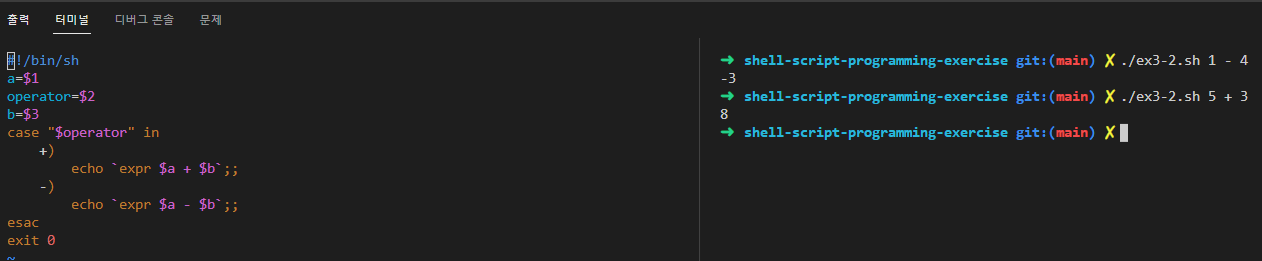 출력 터미널 디버그 콘솔 문제
#!/bin/sh
a=$1
operator=$2
b=$3
case "$operator" in
    +)
        echo `expr $a + $b`;;
    -)
        echo `expr $a - $b`;;
esac
exit 0
~
➜ shell-script-programming-exercise git:(main) ✗ ./ex3-2.sh 1 - 4
-3
➜ shell-script-programming-exercise git:(main) ✗ ./ex3-2.sh 5 + 3
8
➜ shell-script-programming-exercise git:(main) ✗